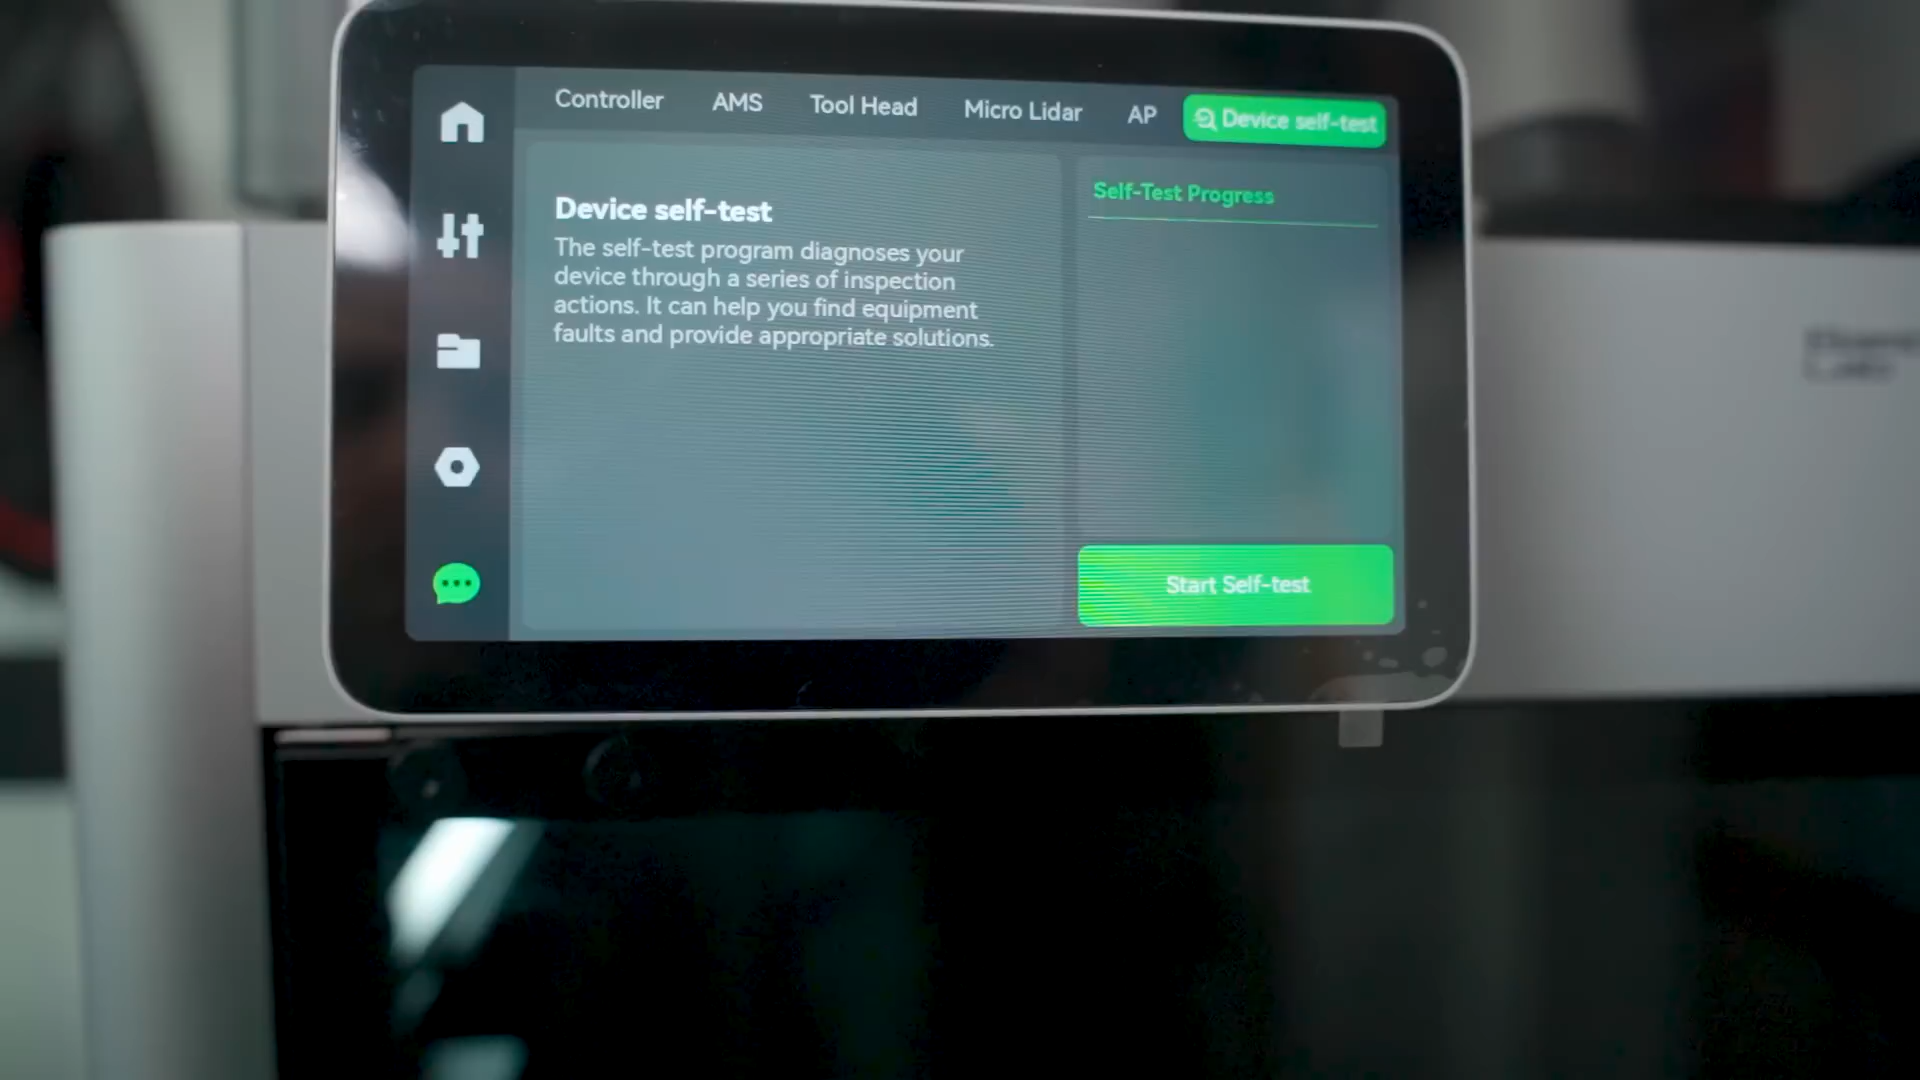 Controller AMS Tool Head Micro Lidar AP Device self-test
Device self-test
The self-test program diagnoses your
device through a series of inspection
actions. It can help you find equipment
faults and provide appropriate solutions.
Self-Test Progress
Start Self-test